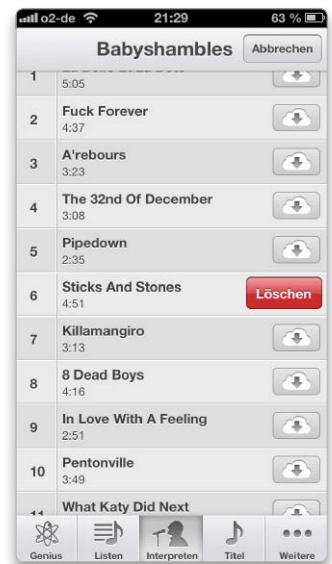 o2-de 21:29 63 %
Babyshambles Abbrechen
1
5:05
2 Fuck Forever
4:37
3 A'rebours
3:23
4 The 32nd Of December
3:08
5 Pipedown
2:35
6 Sticks And Stones Löschen
4:51
7 Killamangiro
3:13
8 8 Dead Boys
4:16
9 In Love With A Feeling
2:51
10 Pentonville
3:49
11 What Katy Did Next
Genius Listen Interpreten Titel Weitere